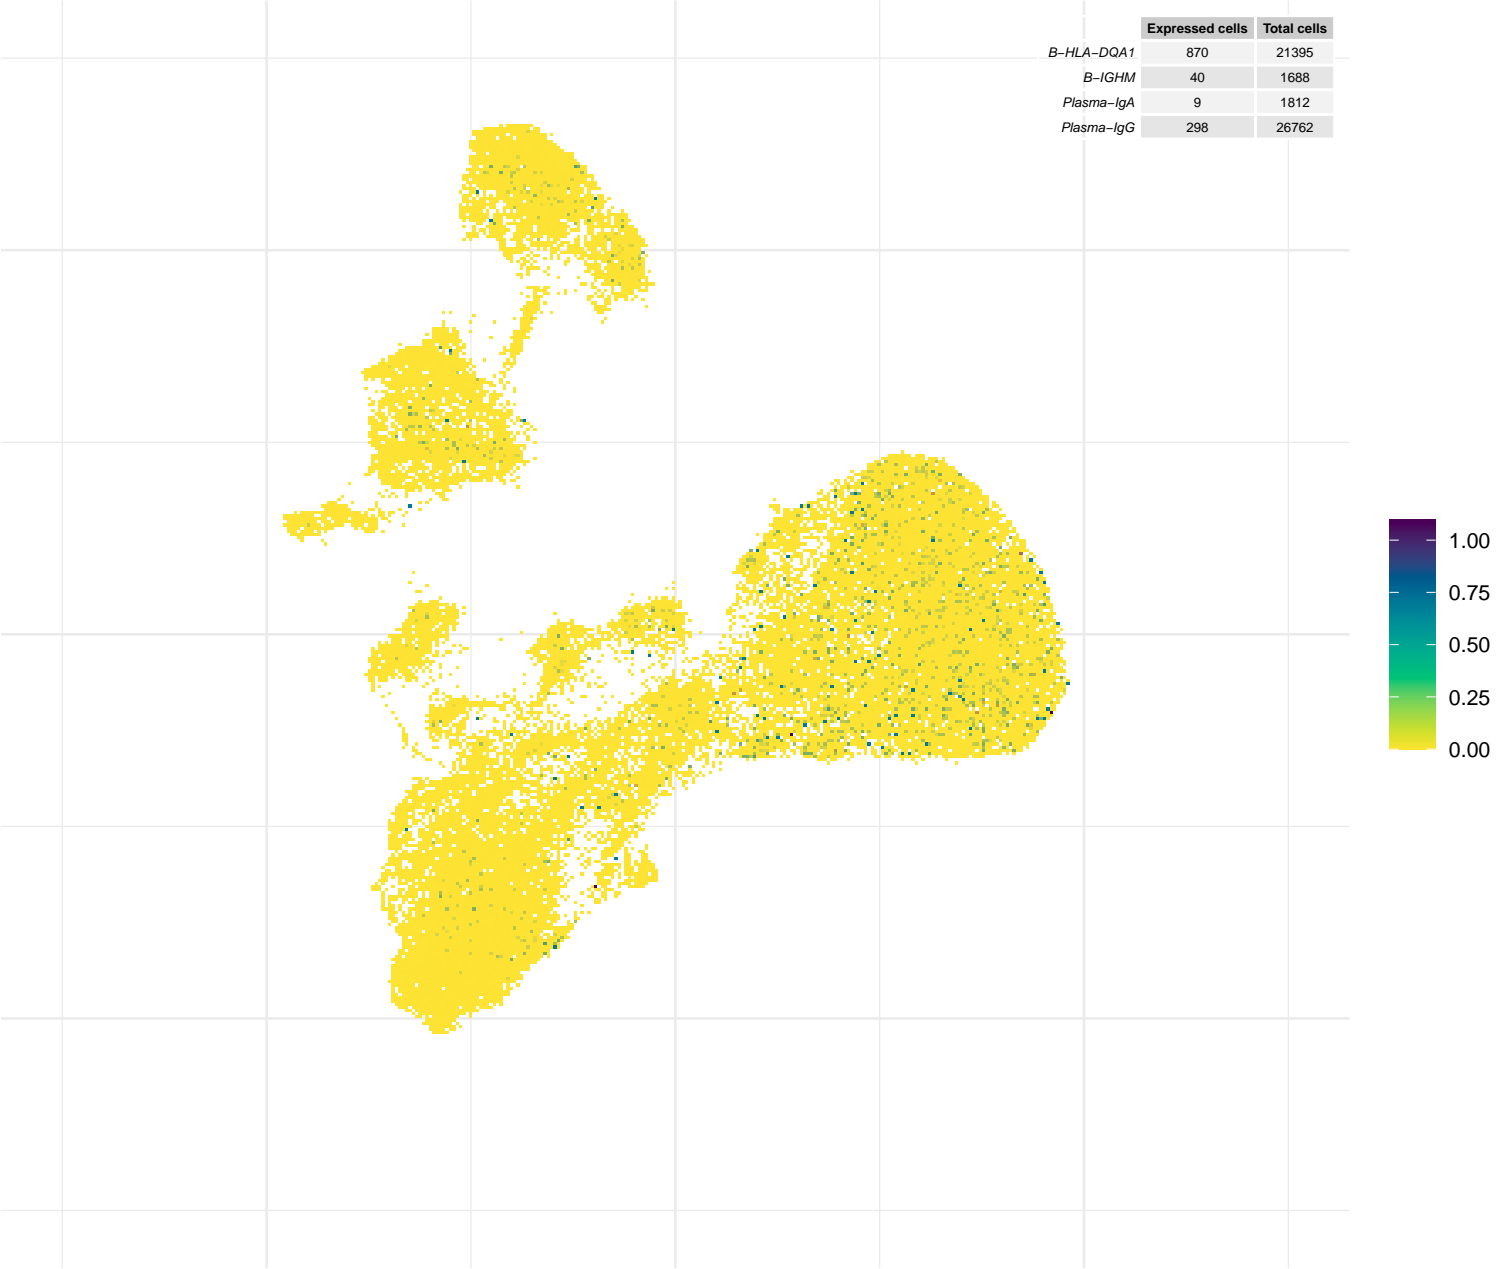 Expressed cells Total cells
B−HLA−DQA1 870 21395
B−IGHM 40 1688
Plasma−IgA 9 1812
Plasma−IgG 298 26762
1.00
0.75
0.50
0.25
0.00